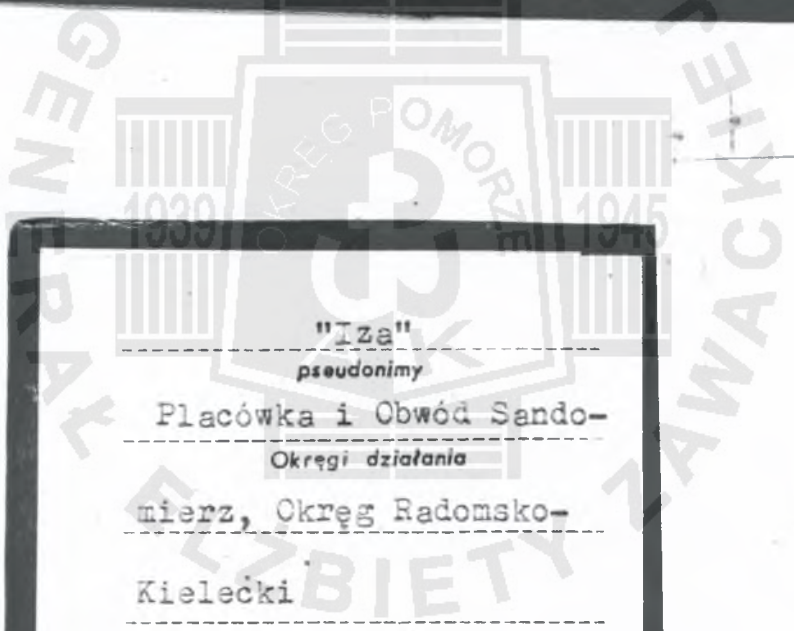 "Iza"
pseudonimy
Placówka i Obwód Sando-
Okręgi działania
mierz, Okręg Radomsko-
Kielecki
GENERAŁ ELŻBIETY ZAWACKIEJ
OKRĘG POMORZE
1939
1945